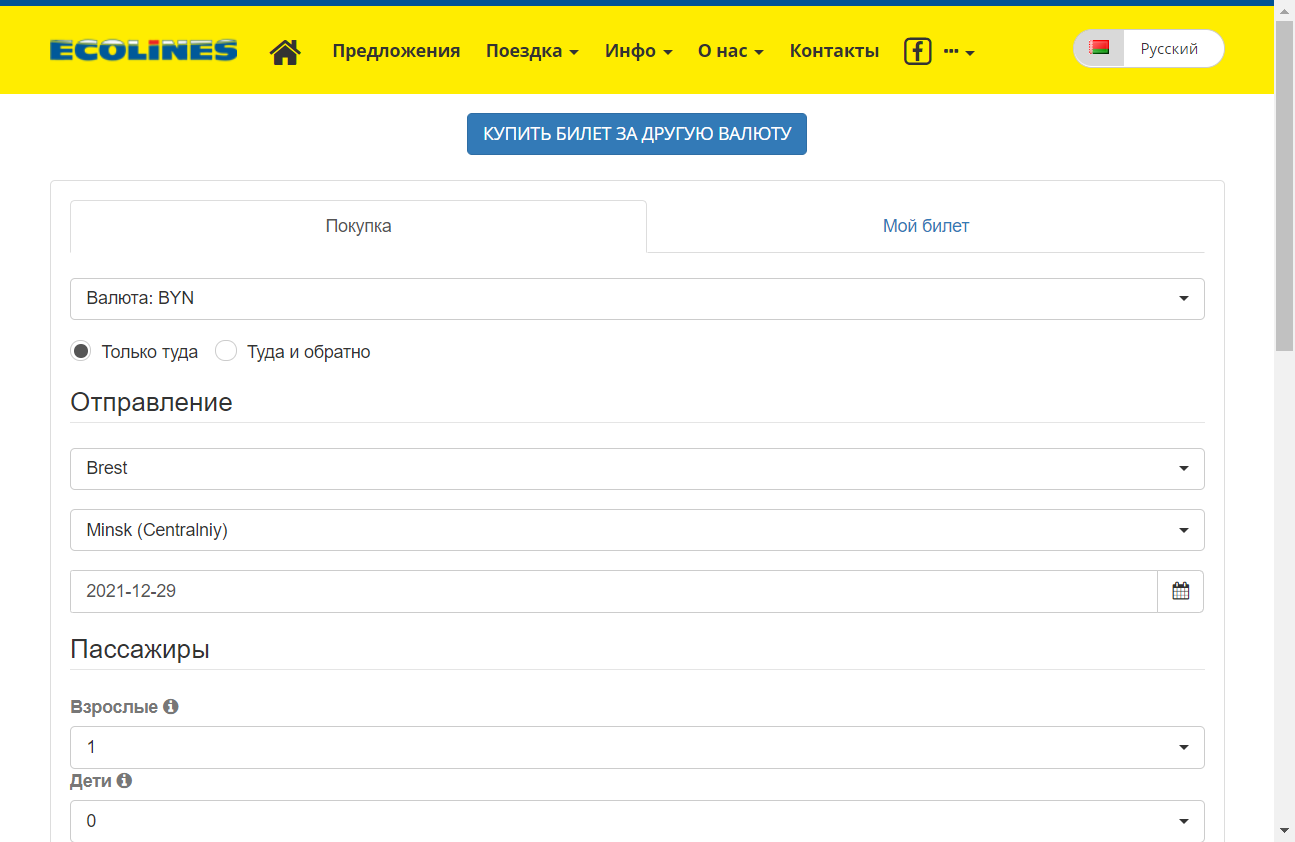 ECOLINES Предложения Поездка Инфо О нас Контакты ... Русский
КУПИТЬ БИЛЕТ ЗА ДРУГУЮ ВАЛЮТУ
Покупка Мой билет
Валюта: BYN
Только туда Туда и обратно
Отправление
Brest
Minsk (Centralniy)
2021-12-29
Пассажиры
Взрослые
1
Дети
0